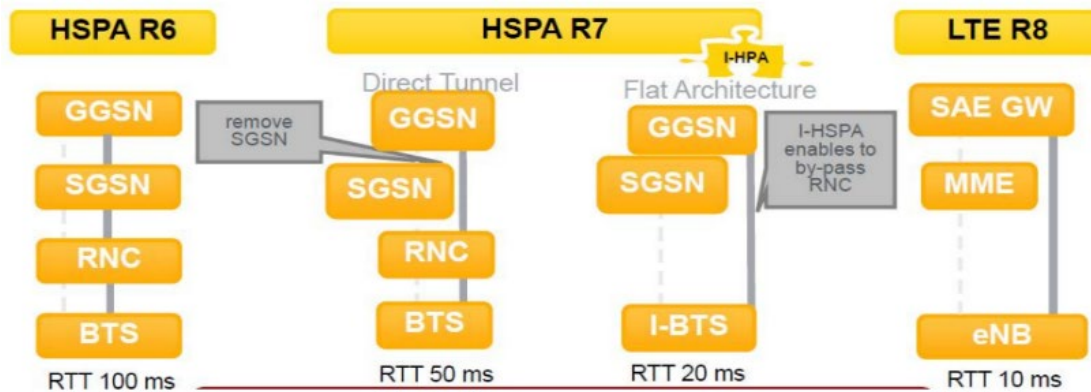 HSPA R6
HSPA R7
LTE R8
I-HPA
Direct Tunnel
Flat Architecture
GGSN
SGSN
RNC
BTS
RTT 100 ms
remove
SGSN
GGSN
SGSN
RNC
BTS
RTT 50 ms
GGSN
SGSN
I-BTS
RTT 20 ms
I-HSPA
enables to
by-pass
RNC
SAE GW
MME
eNB
RTT 10 ms